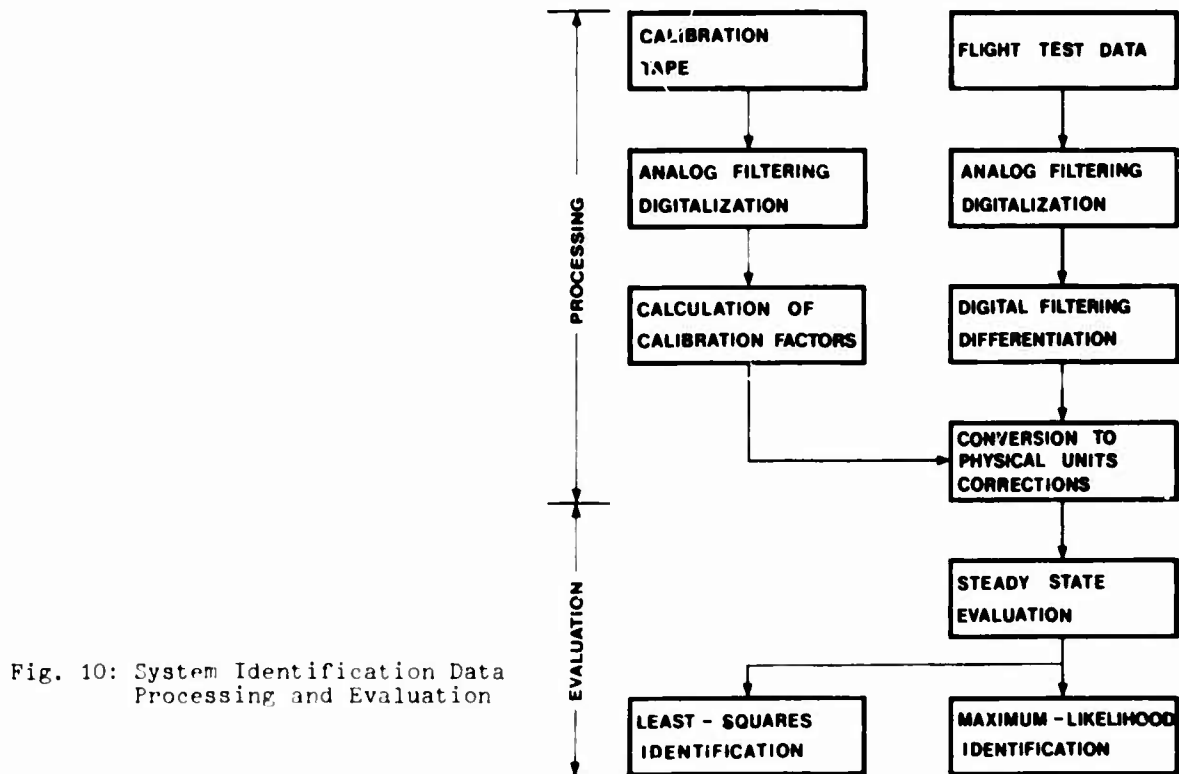 CALIBRATION
TAPE
FLIGHT TEST DATA
ANALOG FILTERING
DIGITALIZATION
ANALOG FILTERING
DIGITALIZATION
PROCESSING
CALCULATION OF
CALIBRATION FACTORS
DIGITAL FILTERING
DIFFERENTIATION
CONVERSION TO
PHYSICAL UNITS
CORRECTIONS
STEADY STATE
EVALUATION
EVALUATION
Fig. 10: System Identification Data
Processing and Evaluation
LEAST - SQUARES
IDENTIFICATION
MAXIMUM - LIKELIHOOD
IDENTIFICATION